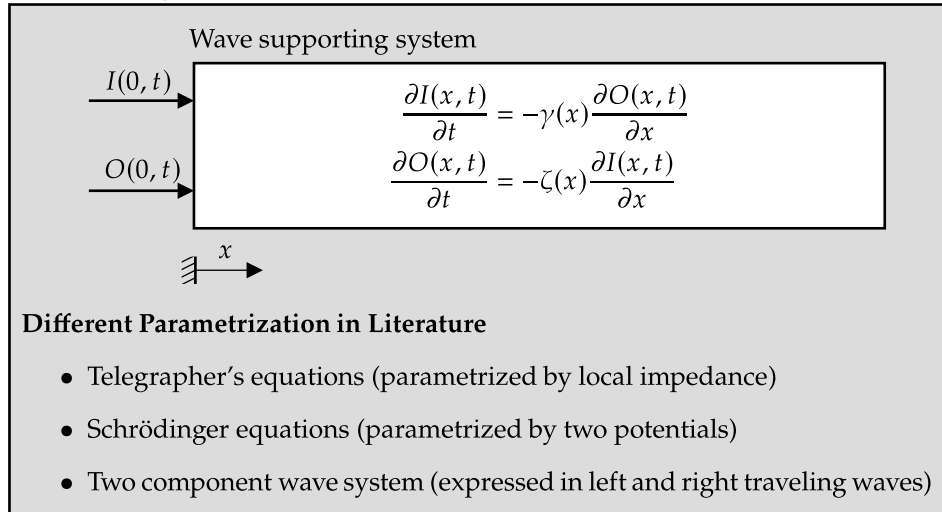 Wave supporting system
I(0, t)
∂I(x, t)/∂t = −γ(x) ∂O(x, t)/∂x
O(0, t)
∂O(x, t)/∂t = −ζ(x) ∂I(x, t)/∂x
x
Different Parametrization in Literature
• Telegrapher's equations (parametrized by local impedance)
• Schrödinger equations (parametrized by two potentials)
• Two component wave system (expressed in left and right traveling waves)